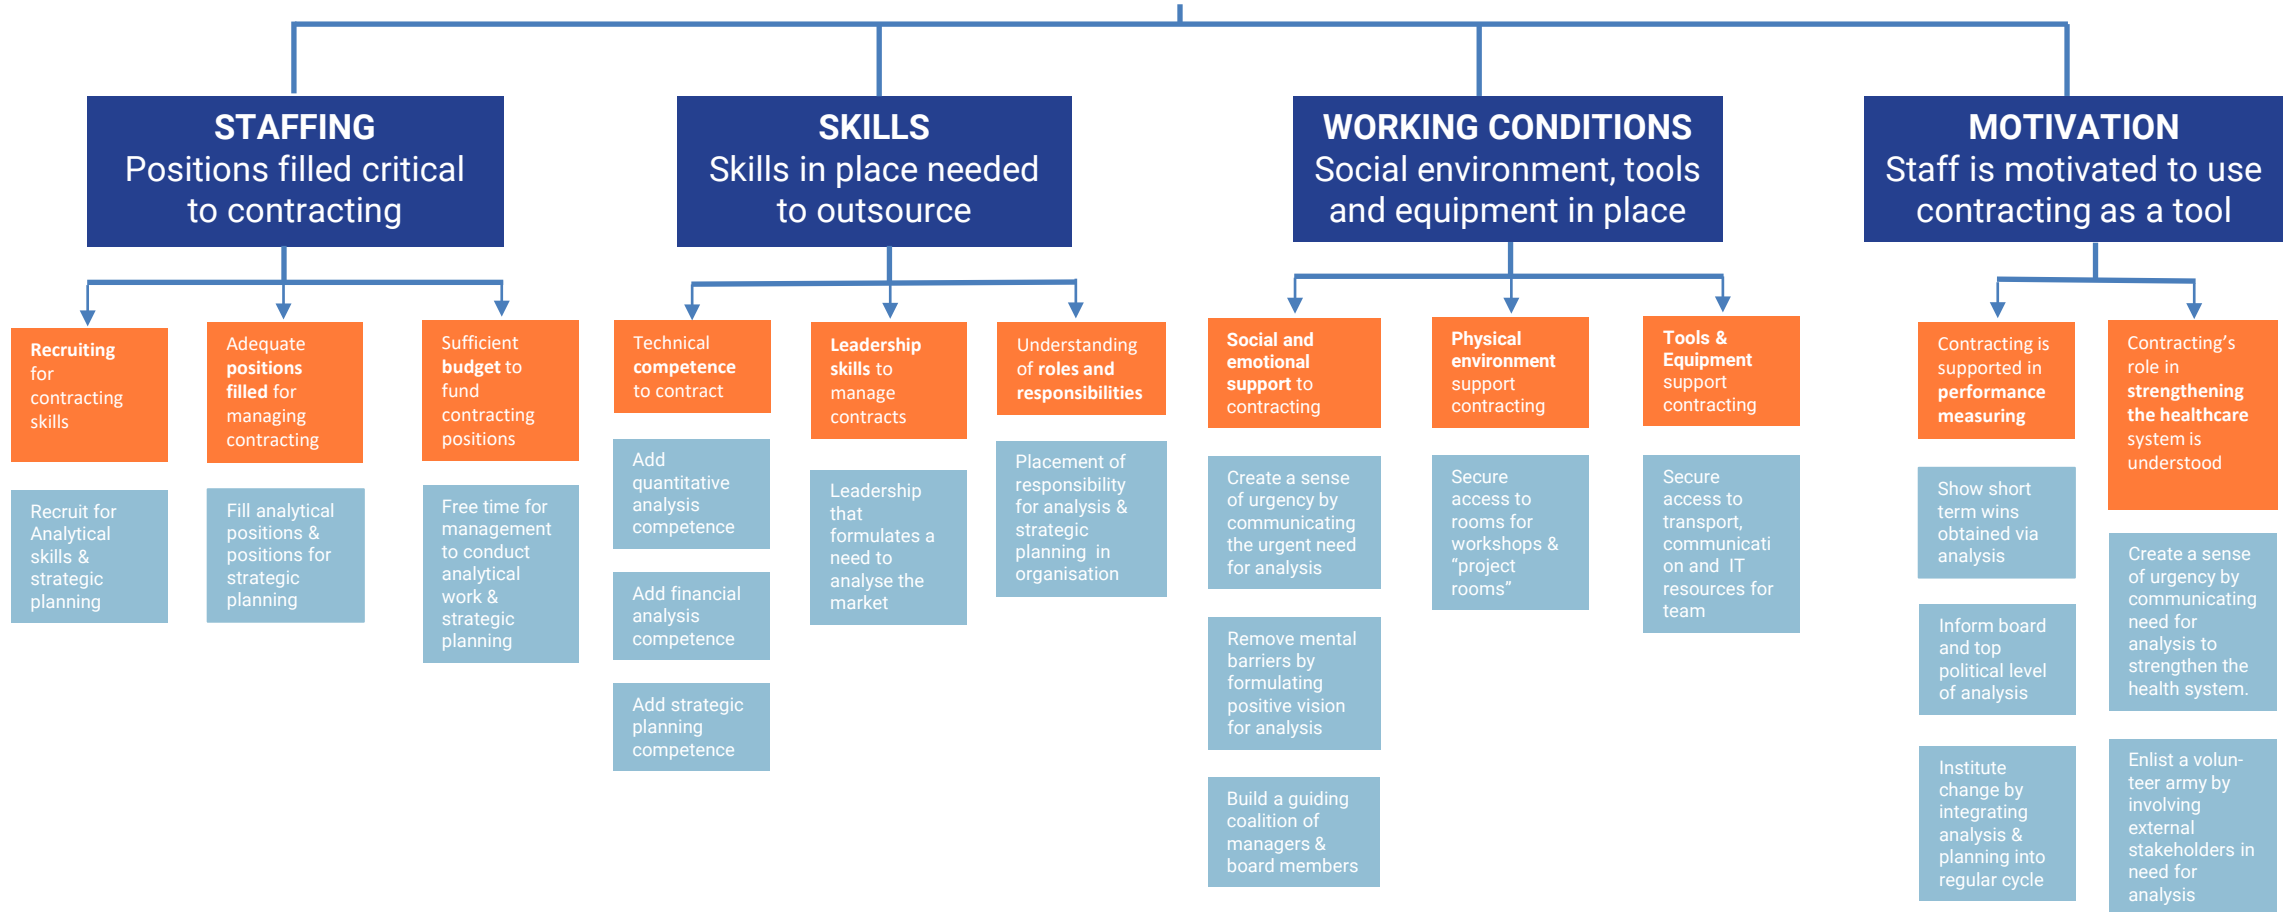 STAFFING
Positions filled critical
to contracting
SKILLS
Skills in place needed
to outsource
WORKING CONDITIONS
Social environment, tools
and equipment in place
MOTIVATION
Staff is motivated to use
contracting as a tool
Recruiting
for
contracting
skills
Adequate
positions
filled for
managing
contracting
Sufficient
budget to
fund
contracting
positions
Technical
competence
to contract
Leadership
skills to
manage
contracts
Understanding
of roles and
responsibilities
Social and
emotional
support to
contracting
Physical
environment
support
contracting
Tools &
Equipment
support
contracting
Contracting is
supported in
performance
measuring
Contracting’s
role in
strengthening
the healthcare
system is
understood
Recruit for
Analytical
skills &
strategic
planning
Fill analytical
positions &
positions for
strategic
planning
Free time for
management
to conduct
analytical
work &
strategic
planning
Add
quantitative
analysis
competence
Add financial
analysis
competence
Add strategic
planning
competence
Leadership
that
formulates a
need to
analyse the
market
Placement of
responsibility
for analysis &
strategic
planning in
organisation
Create a sense
of urgency by
communicating
the urgent need
for analysis
Remove mental
barriers by
formulating
positive vision
for analysis
Build a guiding
coalition of
managers &
board members
Secure
access to
rooms for
workshops &
“project
rooms”
Secure
access to
transport,
communicati
on and IT
resources for
team
Show short
term wins
obtained via
analysis
Inform board
and top
political level
of analysis
Institute
change by
integrating
analysis &
planning into
regular cycle
Create a sense
of urgency by
communicating
need for
analysis to
strengthen the
health system.
Enlist a volun-
teer army by
involving
external
stakeholders in
need for
analysis